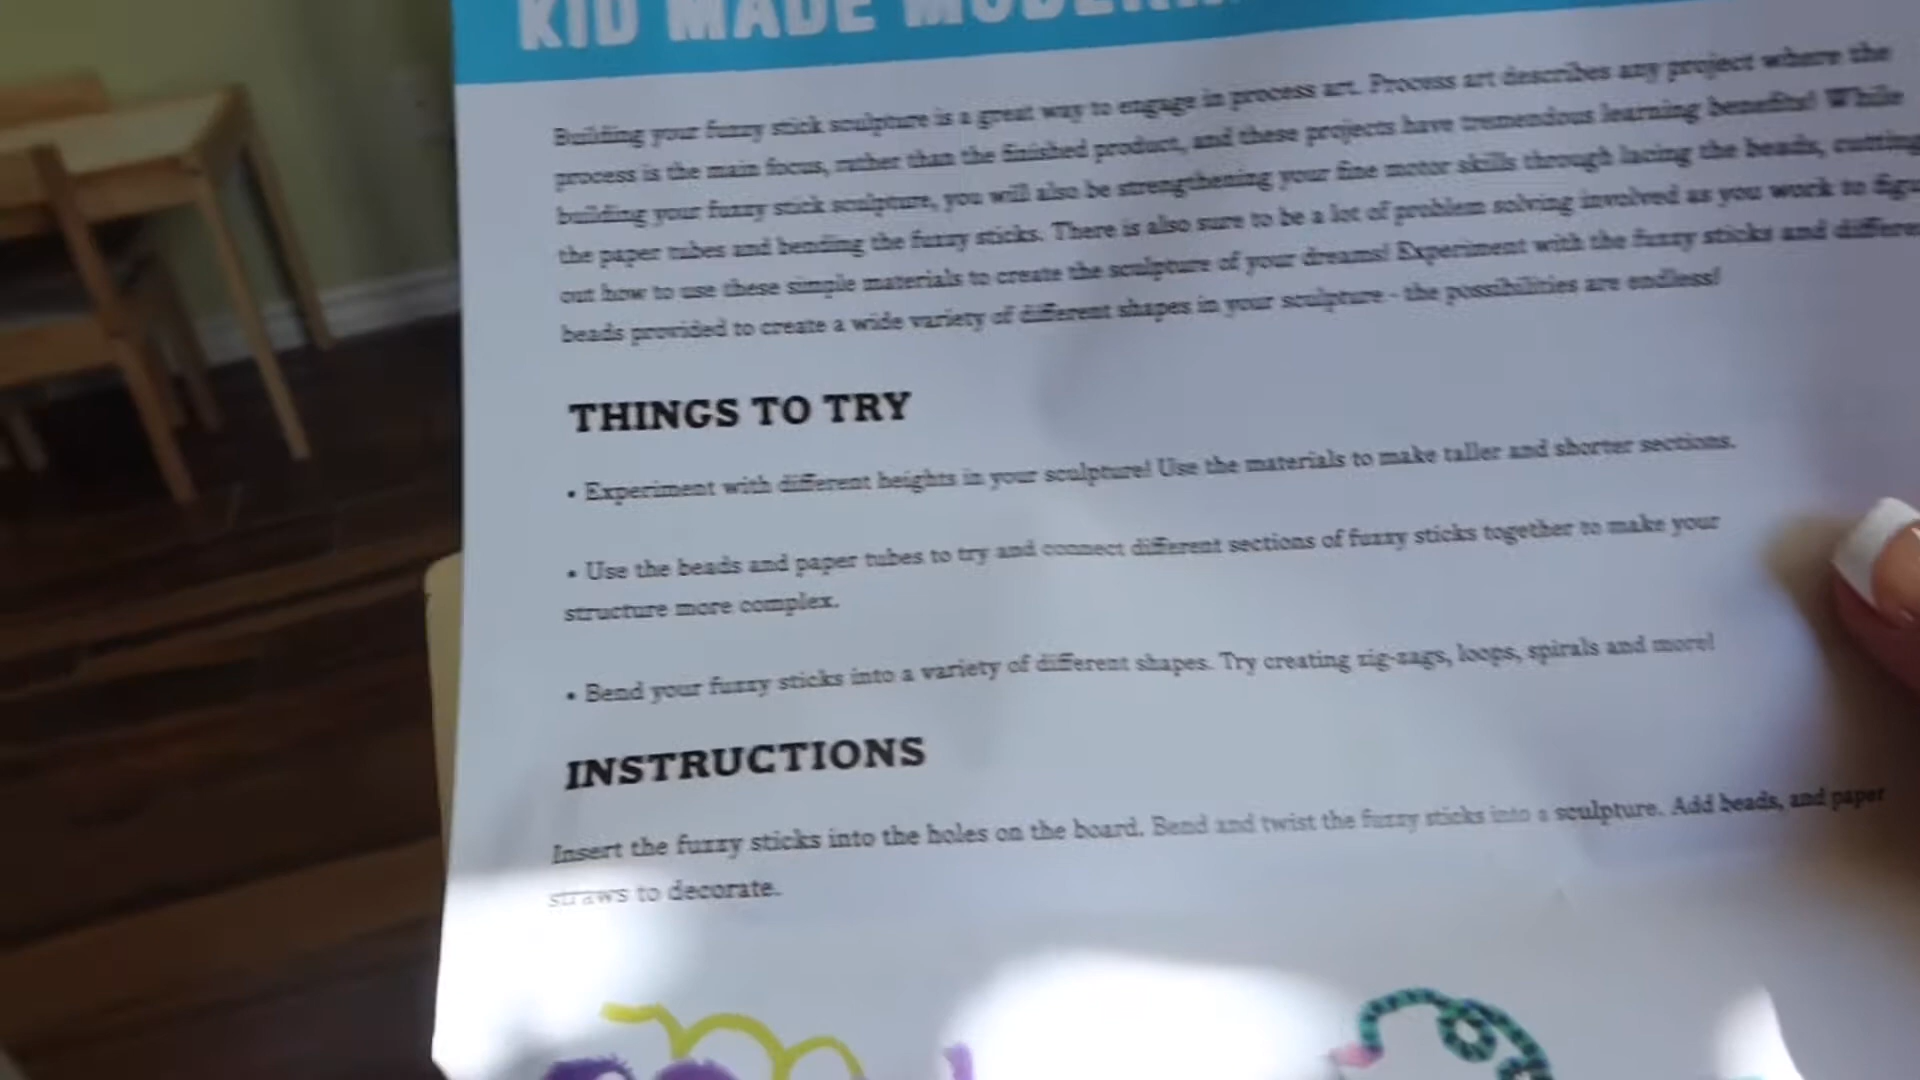 KID MADE MODERN
Building your fuzzy stick sculpture is a great way to engage in process art. Process art describes any project where the
process is the main focus, rather than the finished product, and these projects have tremendous learning benefits! While
building your fuzzy stick sculpture, you will also be strengthening your fine motor skills through lacing the beads, cutting
the paper tubes and bending the fuzzy sticks. There is also sure to be a lot of problem solving involved as you work to figu
out how to use these simple materials to create the sculpture of your dreams! Experiment with the fuzzy sticks and differen
beads provided to create a wide variety of different shapes in your sculpture - the possibilities are endless!
THINGS TO TRY
• Experiment with different heights in your sculpture! Use the materials to make taller and shorter sections.
• Use the beads and paper tubes to try and connect different sections of fuzzy sticks together to make your
structure more complex.
• Bend your fuzzy sticks into a variety of different shapes. Try creating zig-zags, loops, spirals and more!
INSTRUCTIONS
Insert the fuzzy sticks into the holes on the board. Bend and twist the fuzzy sticks into a sculpture. Add beads, and paper
straws to decorate.